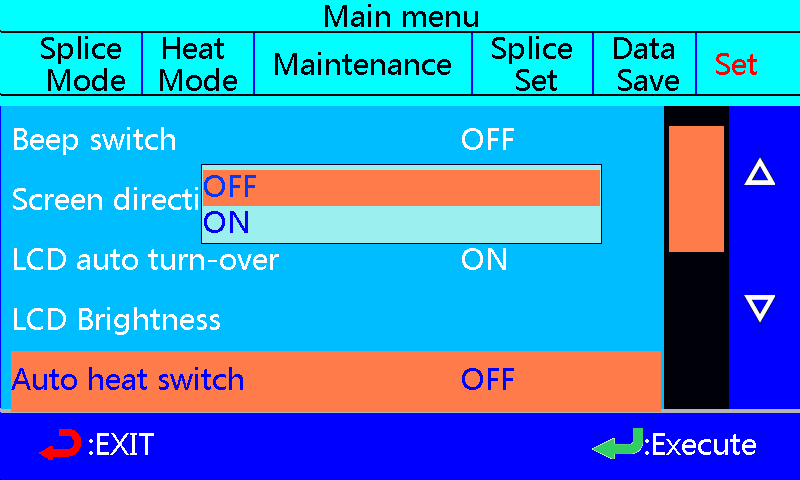 Main menu
Splice Mode
Heat Mode
Maintenance
Splice Set
Data Save
Set
Beep switch OFF
Screen directi
OFF
ON
LCD auto turn-over ON
LCD Brightness
Auto heat switch OFF
:EXIT
:Execute